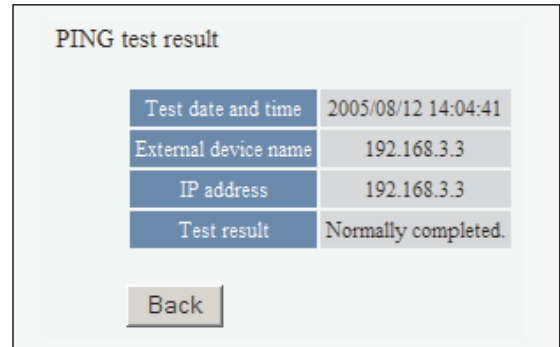 PING test result
Test date and time 2005/08/12 14:04:41
External device name 192.168.3.3
IP address 192.168.3.3
Test result Normally completed.
Back